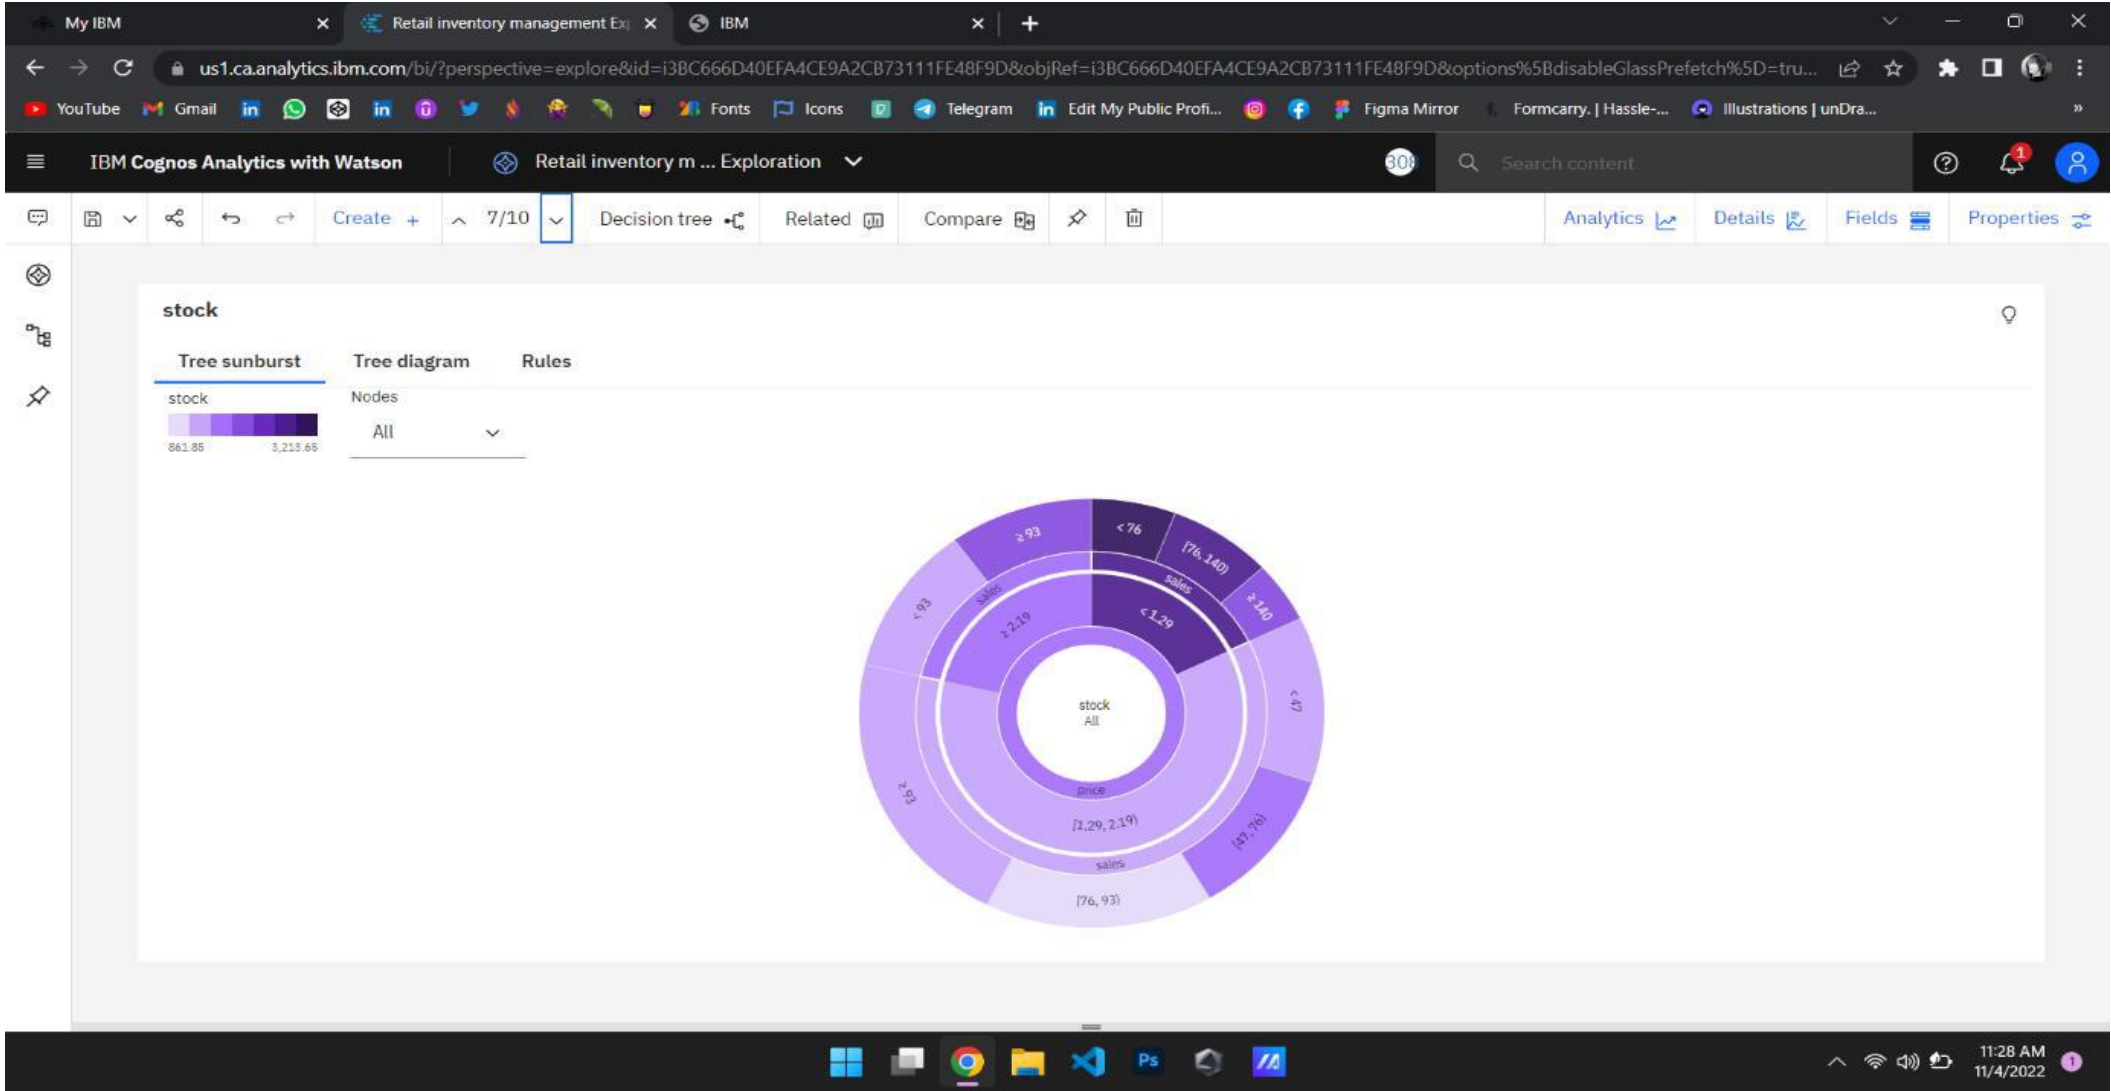 My IBM
Retail inventory management Ex
IBM
us1.ca.analytics.ibm.com/bi/?perspective=explore&id=i3BC666D40EFA4CE9A2CB73111FE48F9D&objRef=i3BC666D40EFA4CE9A2CB73111FE48F9D&options%5BdisableGlassPrefetch%5D=tru...
YouTube Gmail Fonts Icons Telegram Edit My Public Profi... Figma Mirror Formcarry. | Hassle-... Illustrations | unDra... »
IBM Cognos Analytics with Watson
Retail inventory m ... Exploration
308
Search content
1
Create + 7/10 Decision tree Related Compare Analytics Details Fields Properties
stock
Tree sunburst Tree diagram Rules
stock
861.85 3,213.65
Nodes
All
≥ 93
< 76
[76, 140)
≥ 140
sales
sales
< 93
≥ 2.19
< 1.29
< 47
stock
All
price
≥ 93
[1.29, 2.19)
[47, 76)
sales
[76, 93)
Ps
11:28 AM
11/4/2022
1